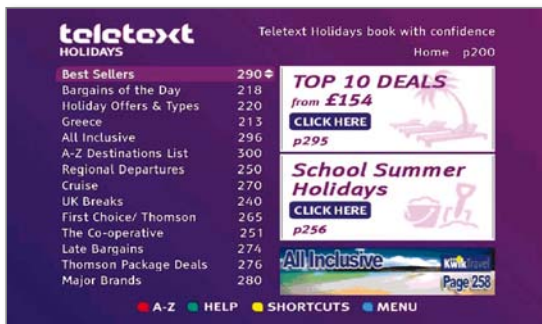 teletext
HOLIDAYS
Teletext Holidays book with confidence
Home p200
Best Sellers 290
Bargains of the Day 218
Holiday Offers & Types 220
Greece 213
All Inclusive 296
A-Z Destinations List 300
Regional Departures 250
Cruise 270
UK Breaks 240
First Choice/ Thomson 265
The Co-operative 251
Late Bargains 274
Thomson Package Deals 276
Major Brands 280
TOP 10 DEALS
from £154
CLICK HERE
p295
School Summer
Holidays
CLICK HERE
p256
All Inclusive
KwikTravel
Page 258
A-Z HELP SHORTCUTS MENU